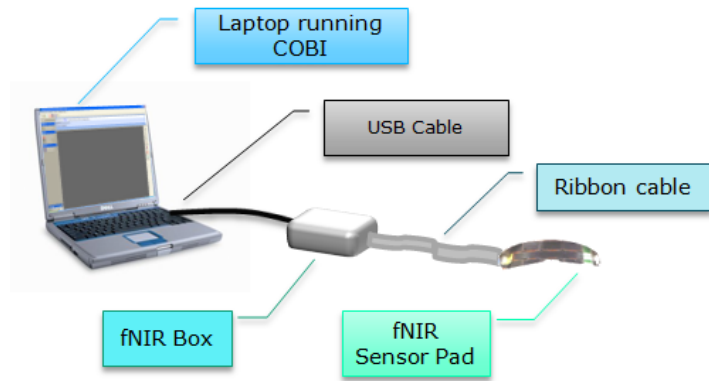 Laptop running
COBI
USB Cable
Ribbon cable
fNIR Box
fNIR
Sensor Pad